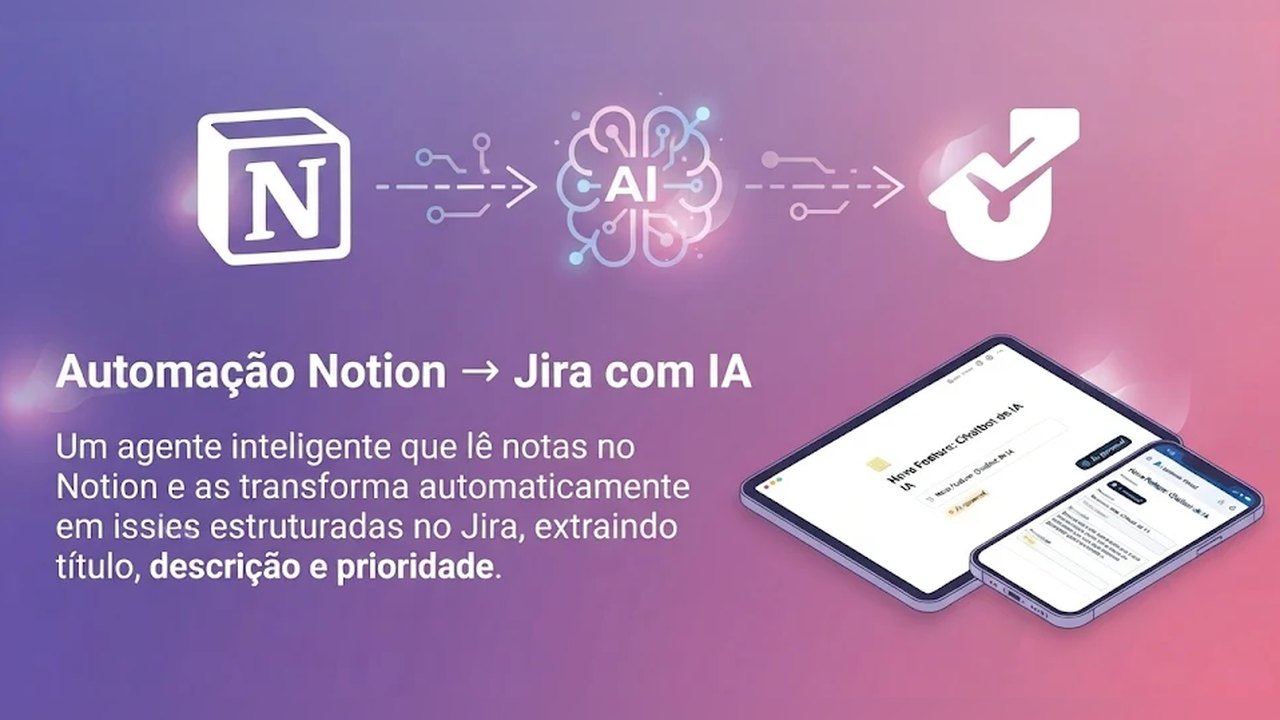 N
AI
Automação Notion → Jira com IA
Um agente inteligente que lê notas no
Notion e as transforma automaticamente
em issies estruturadas no Jira, extraindo
título, descrição e prioridade.